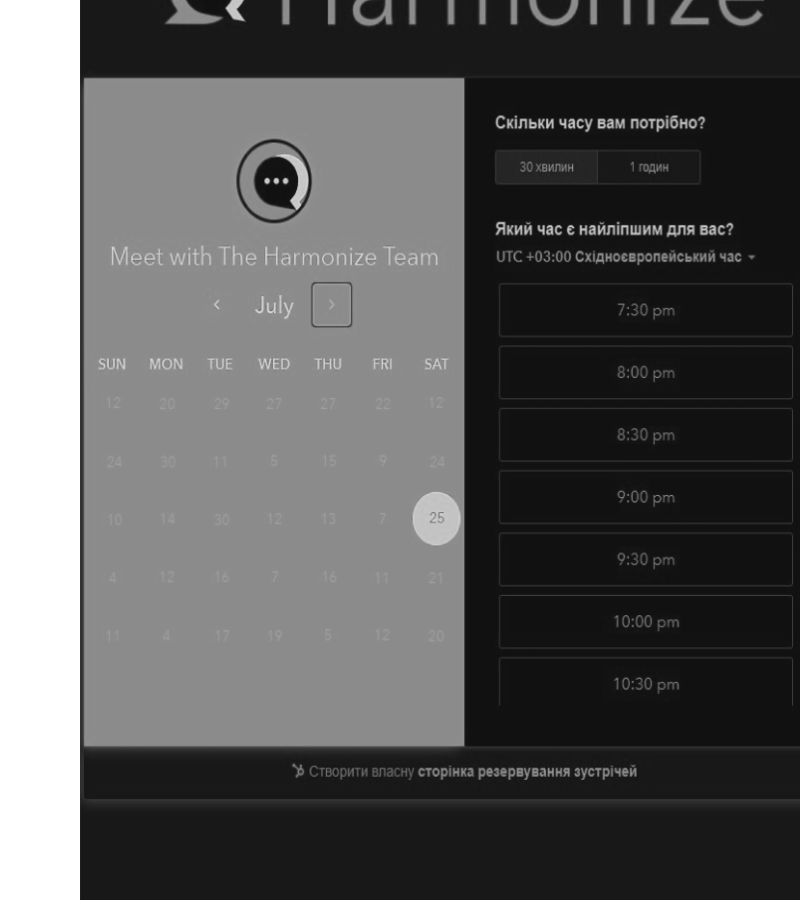 Harmonize
Meet with The Harmonize Team
July
SUN MON TUE WED THU FRI SAT
12 20 29 27 27 22 12
24 30 11 5 15 9 24
10 14 30 12 13 7 25
4 12 16 7 16 11 21
11 4 17 19 5 12 20
Скільки часу вам потрібно?
30 хвилин 1 годин
Який час є найліпшим для вас?
UTC +03:00 Східноєвропейський час
7:30 pm
8:00 pm
8:30 pm
9:00 pm
9:30 pm
10:00 pm
10:30 pm
Створити власну сторінка резервування зустрічей